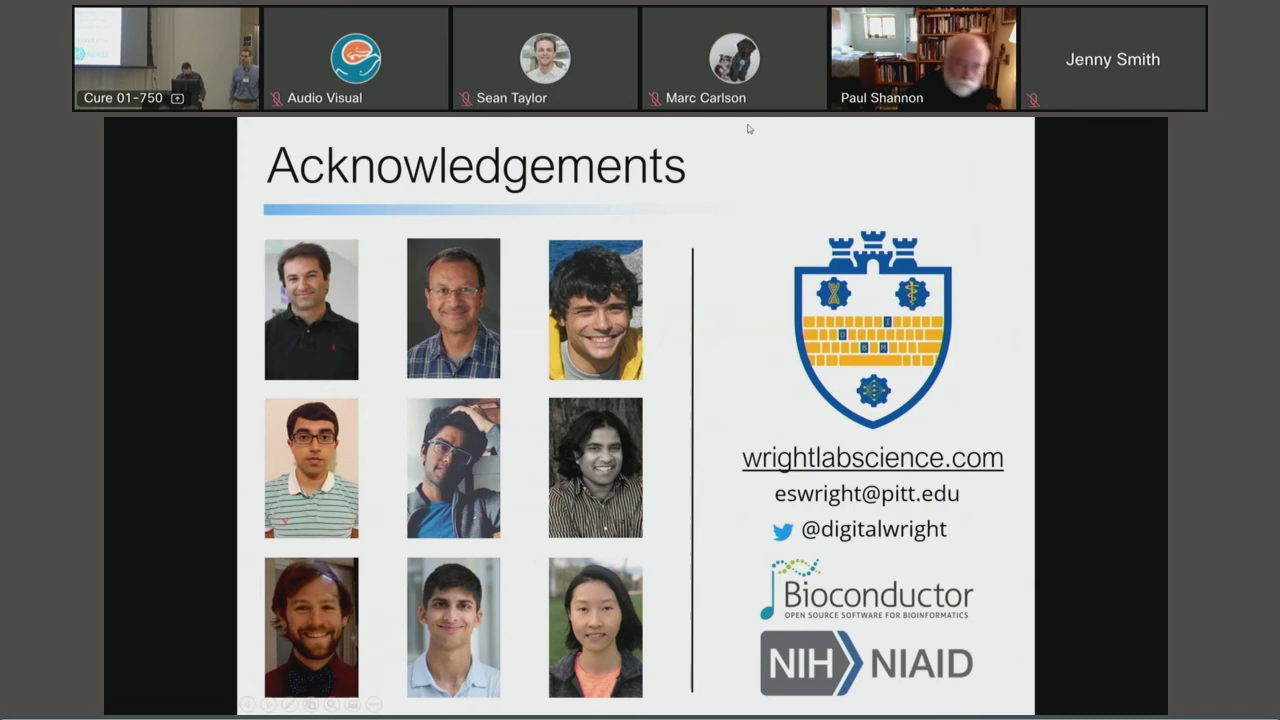 NIAID
Cure 01-750
Audio Visual
Sean Taylor
Marc Carlson
Paul Shannon
Jenny Smith
Acknowledgements
I
D
B M
wrightlabscience.com
eswright@pitt.edu
@digitalwright
Bioconductor
OPEN SOURCE SOFTWARE FOR BIOINFORMATICS
NIH NIAID